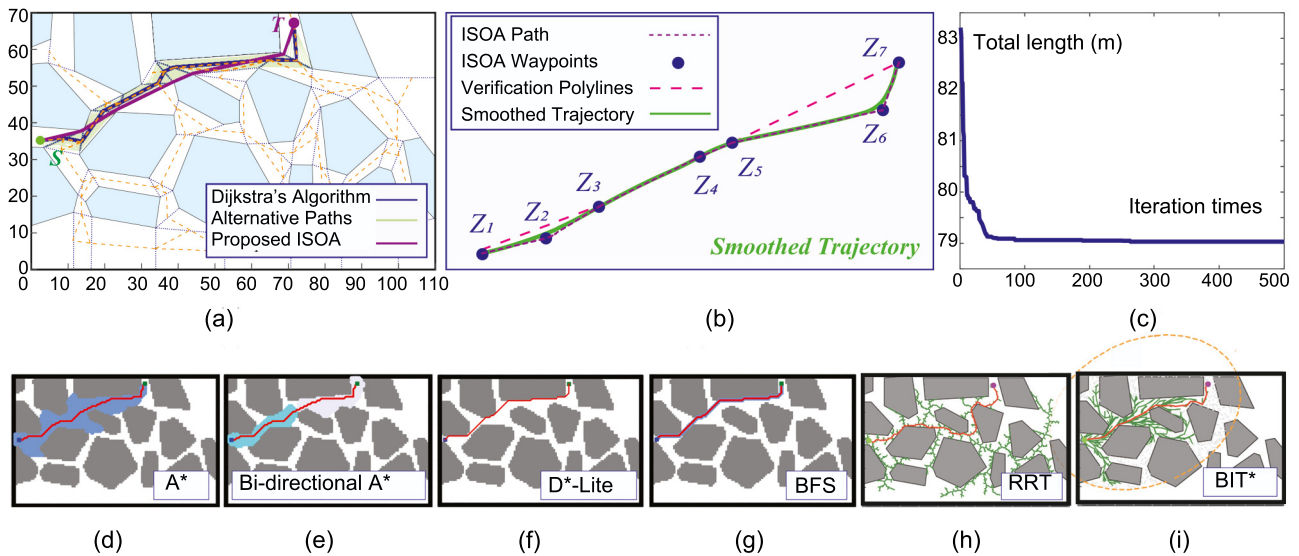 70
60
50
40
30
20
10
0
0 10 20 30 40 50 60 70 80 90 100 110
T
S
Dijkstra's Algorithm
Alternative Paths
Proposed ISOA
(a)
ISOA Path
ISOA Waypoints
Verification Polylines
Smoothed Trajectory
Z1
Z2
Z3
Z4
Z5
Z6
Z7
Smoothed Trajectory
(b)
83
82
81
80
79
Total length (m)
Iteration times
0 100 200 300 400 500
(c)
A*
Bi-directional A*
D*-Lite
BFS
RRT
BIT*
(d) (e) (f) (g) (h) (i)